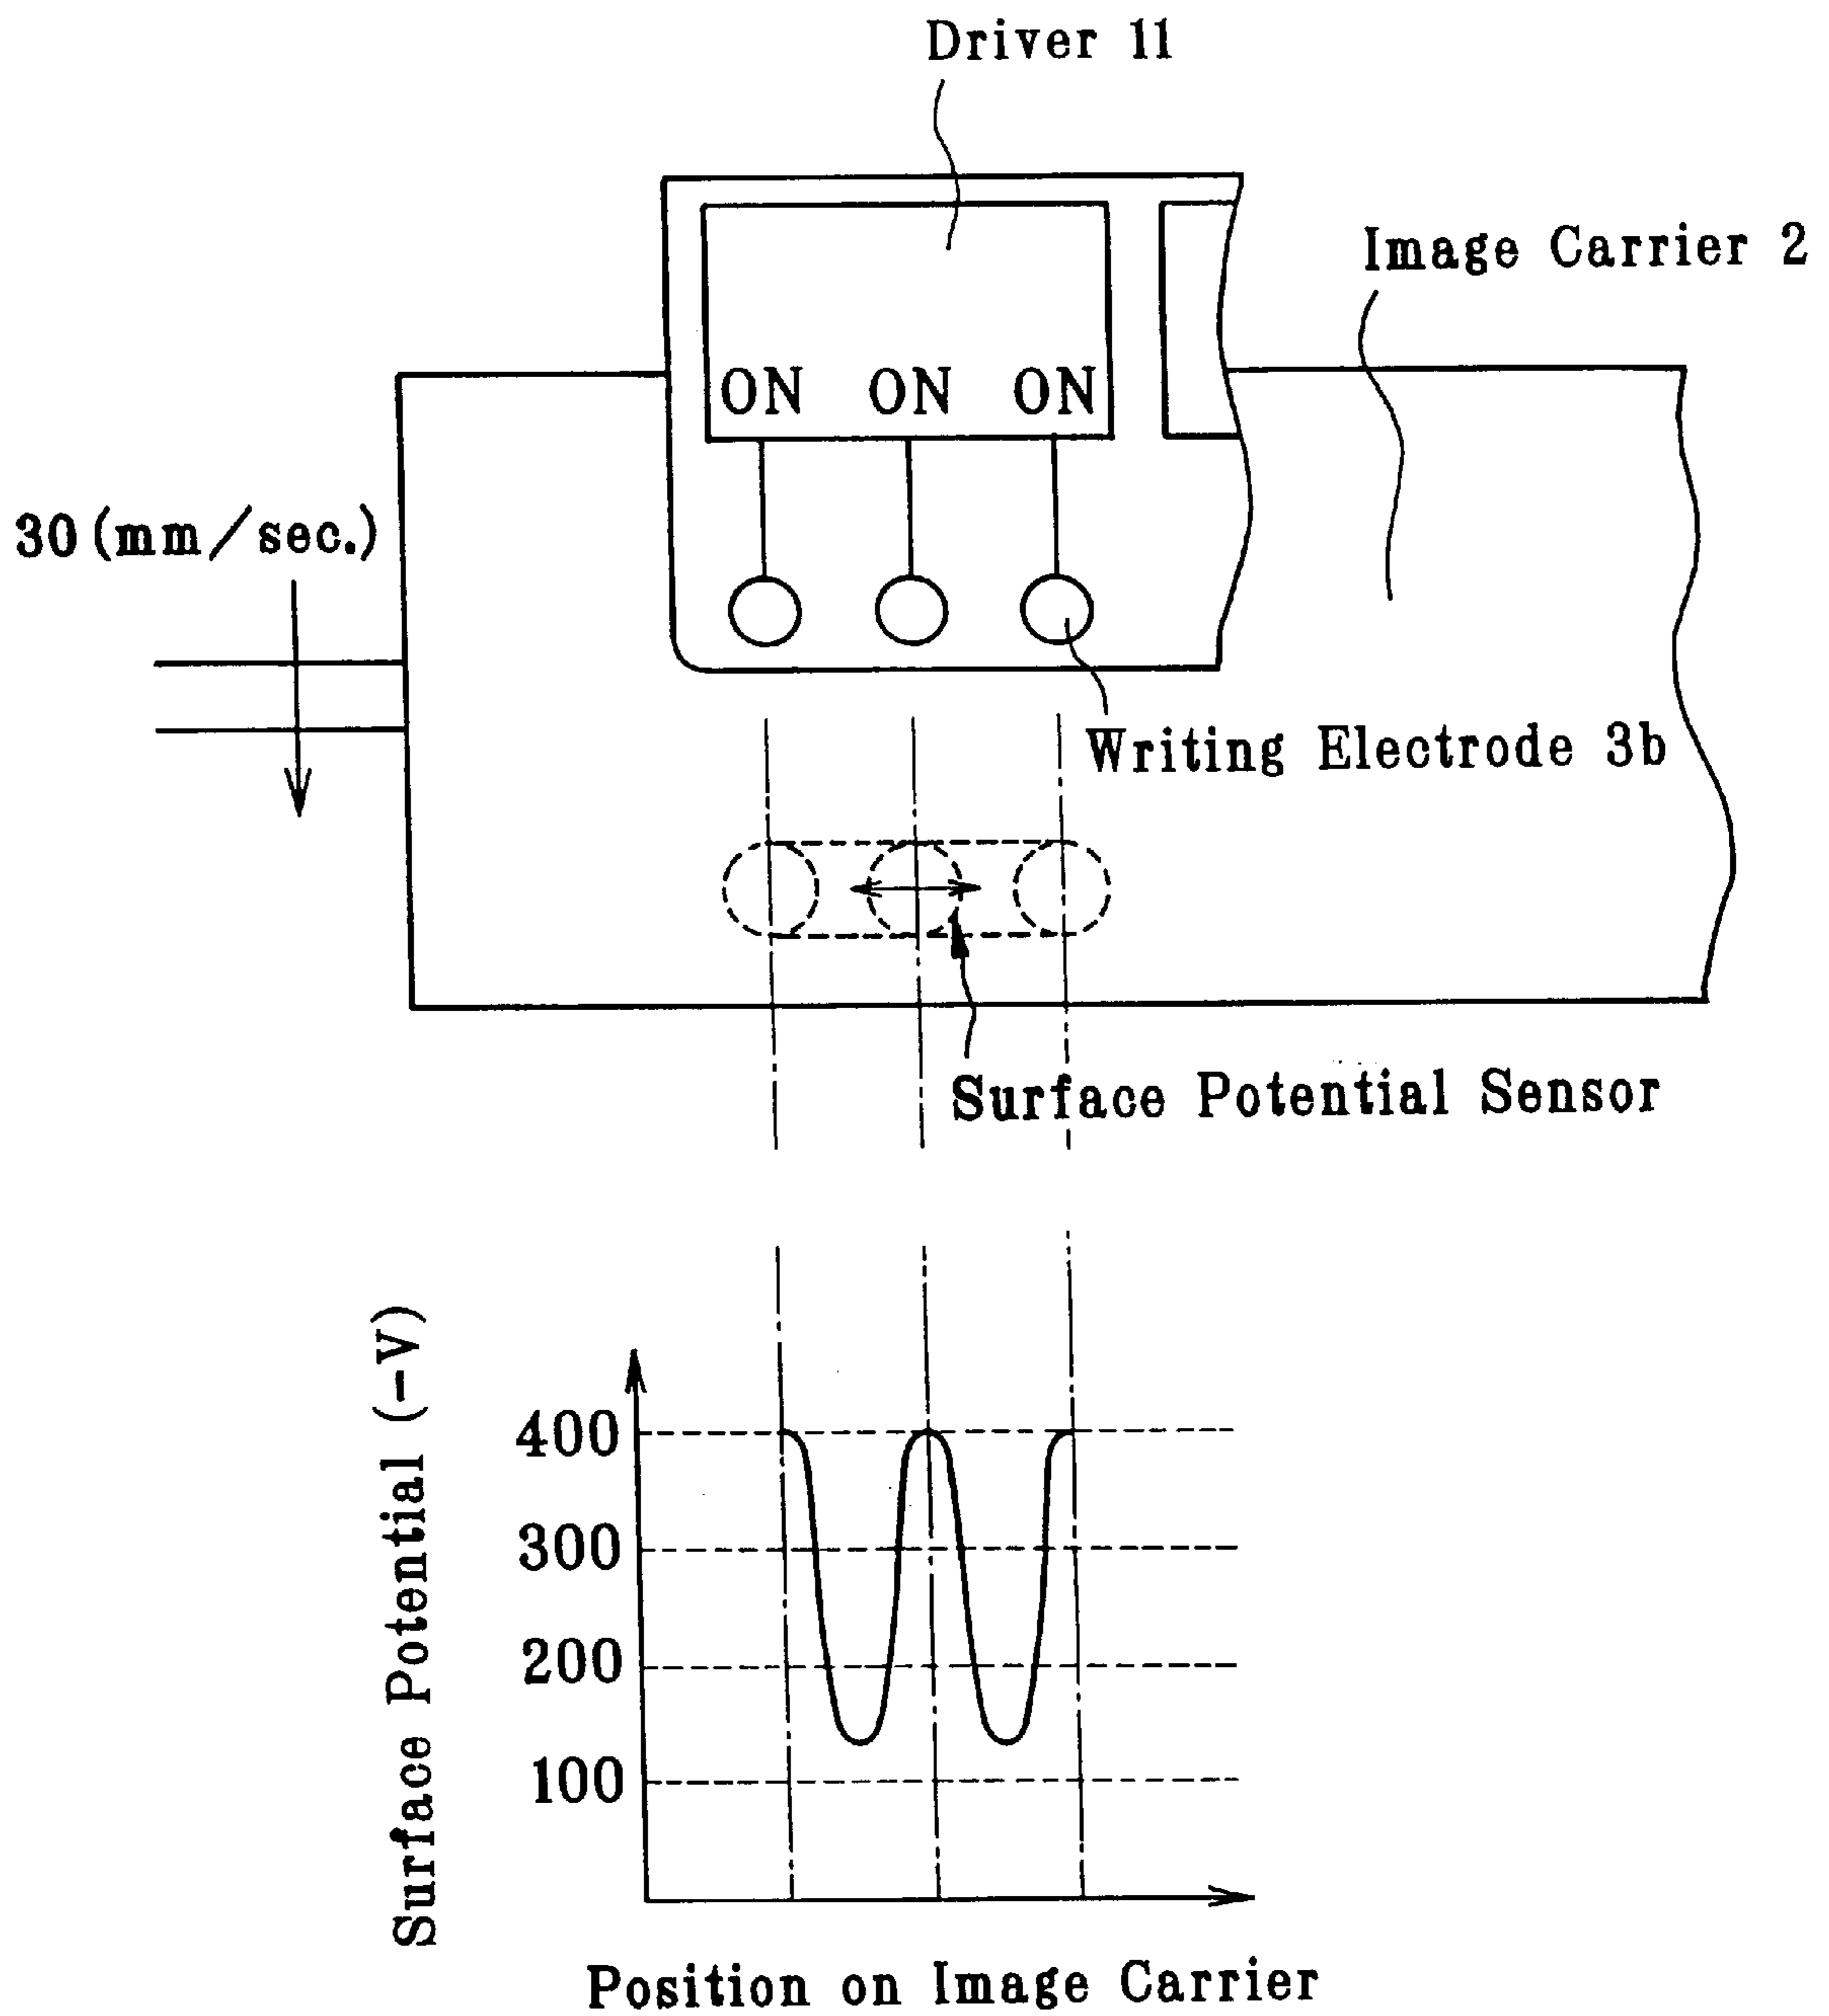 Driver 11
Image Carrier 2
ON ON ON
30 (mm/sec.)
Writing Electrode 3b
Surface Potential Sensor
Surface Potential (-V)
400
300
200
100
Position on Image Carrier